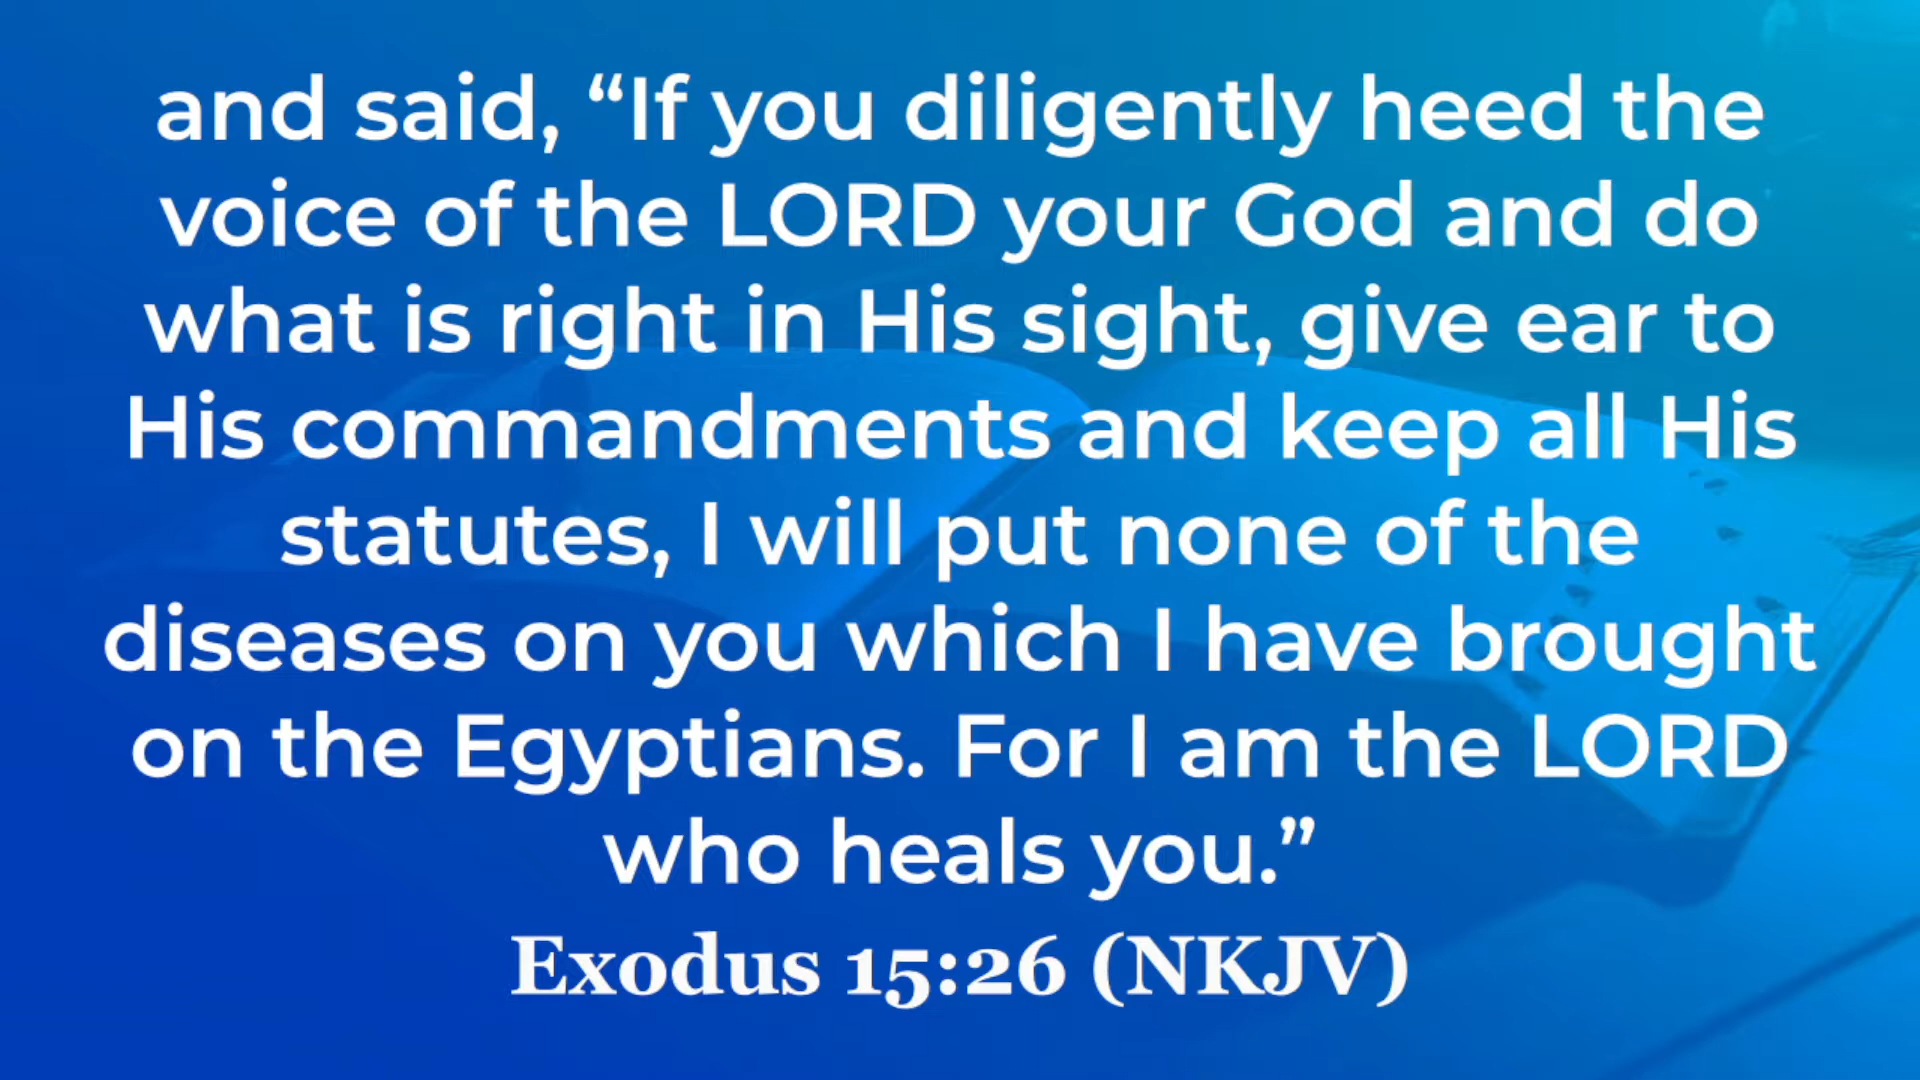 and said, “If you diligently heed the
voice of the LORD your God and do
what is right in His sight, give ear to
His commandments and keep all His
statutes, I will put none of the
diseases on you which I have brought
on the Egyptians. For I am the LORD
who heals you.”
Exodus 15:26 (NKJV)